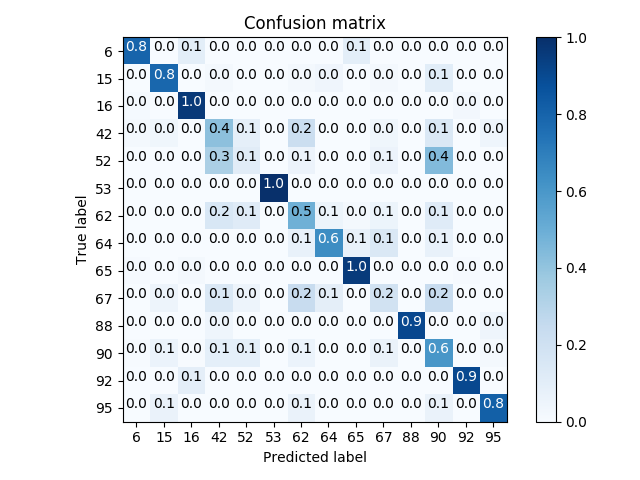 Confusion matrix
6 0.8 0.0 0.1 0.0 0.0 0.0 0.0 0.0 0.1 0.0 0.0 0.0 0.0 0.0
15 0.0 0.8 0.0 0.0 0.0 0.0 0.0 0.0 0.0 0.0 0.0 0.1 0.0 0.0
16 0.0 0.0 1.0 0.0 0.0 0.0 0.0 0.0 0.0 0.0 0.0 0.0 0.0 0.0
42 0.0 0.0 0.0 0.4 0.1 0.0 0.2 0.0 0.0 0.0 0.0 0.1 0.0 0.0
52 0.0 0.0 0.0 0.3 0.1 0.0 0.1 0.0 0.0 0.1 0.0 0.4 0.0 0.0
53 0.0 0.0 0.0 0.0 0.0 1.0 0.0 0.0 0.0 0.0 0.0 0.0 0.0 0.0
62 0.0 0.0 0.0 0.2 0.1 0.0 0.5 0.1 0.0 0.1 0.0 0.1 0.0 0.0
64 0.0 0.0 0.0 0.0 0.0 0.0 0.1 0.6 0.1 0.1 0.0 0.1 0.0 0.0
65 0.0 0.0 0.0 0.0 0.0 0.0 0.0 0.0 1.0 0.0 0.0 0.0 0.0 0.0
67 0.0 0.0 0.0 0.1 0.0 0.0 0.2 0.1 0.0 0.2 0.0 0.2 0.0 0.0
88 0.0 0.0 0.0 0.0 0.0 0.0 0.0 0.0 0.0 0.0 0.9 0.0 0.0 0.0
90 0.0 0.1 0.0 0.1 0.1 0.0 0.1 0.0 0.0 0.1 0.0 0.6 0.0 0.0
92 0.0 0.0 0.1 0.0 0.0 0.0 0.0 0.0 0.0 0.0 0.0 0.0 0.9 0.0
95 0.0 0.1 0.0 0.0 0.0 0.0 0.1 0.0 0.0 0.0 0.0 0.1 0.0 0.8
6 15 16 42 52 53 62 64 65 67 88 90 92 95
Predicted label
True label
1.0
0.8
0.6
0.4
0.2
0.0